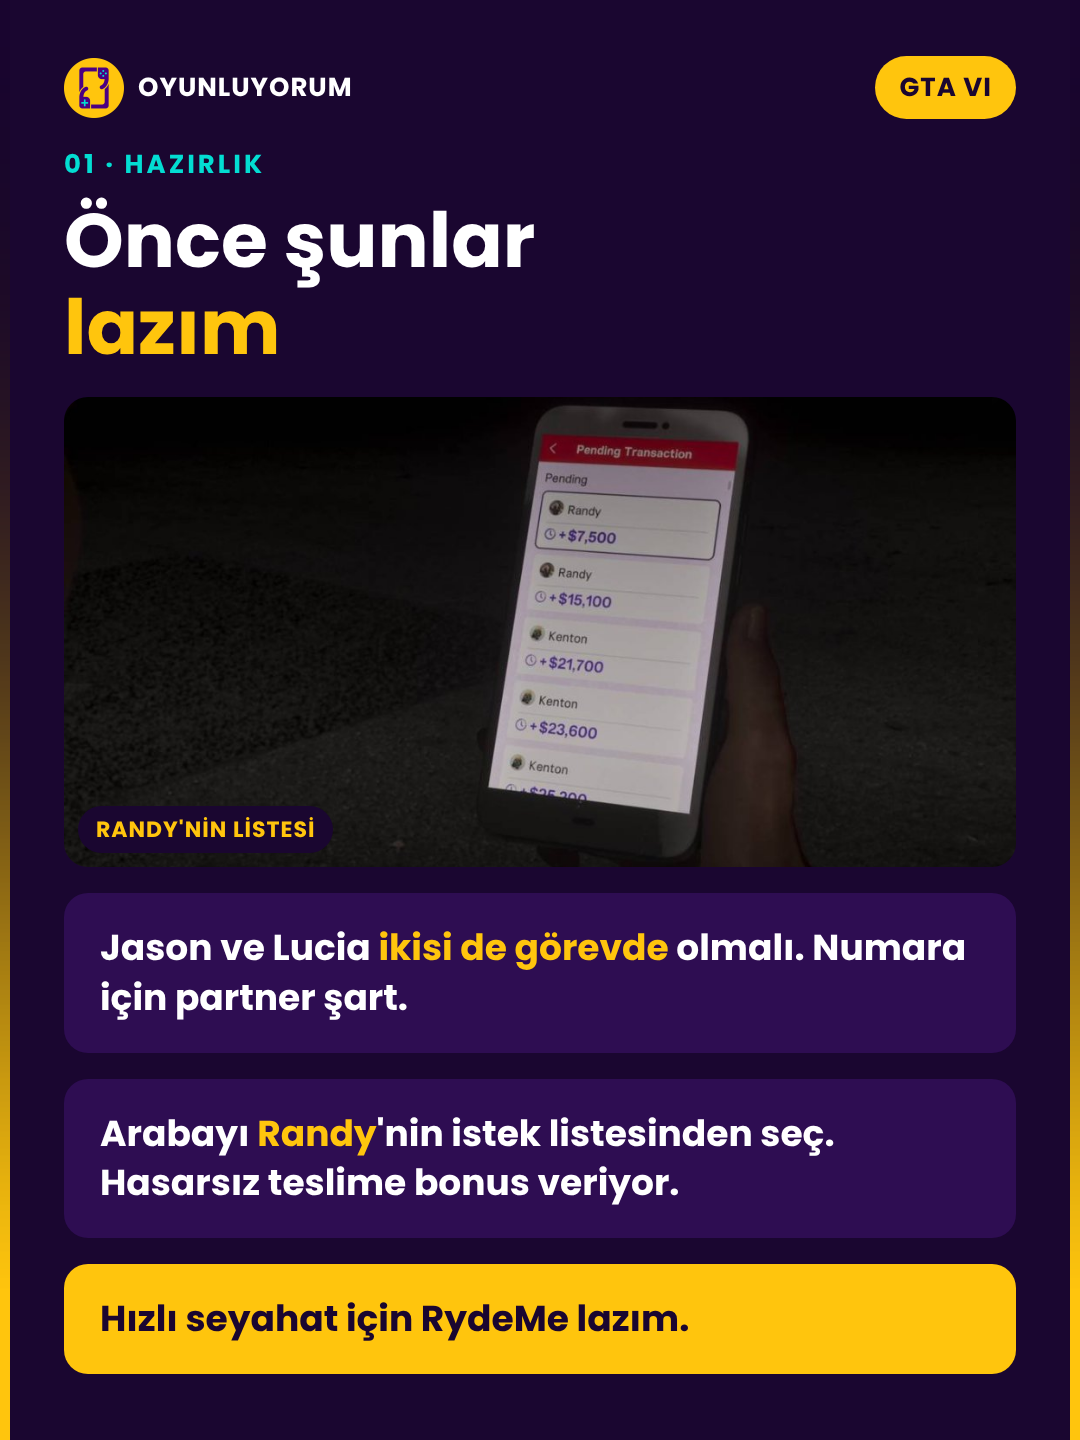 OYUNLUYORUM
GTA VI
01 · HAZIRLIK
Önce şunlar
lazım
Pending Transaction
Pending
Randy
+$7,500
Randy
+$15,100
Kenton
+$21,700
Kenton
+$23,600
Kenton
+$25,200
RANDY'NİN LİSTESİ
Jason ve Lucia ikisi de görevde olmalı. Numara
için partner şart.
Arabayı Randy'nin istek listesinden seç.
Hasarsız teslime bonus veriyor.
Hızlı seyahat için RydeMe lazım.